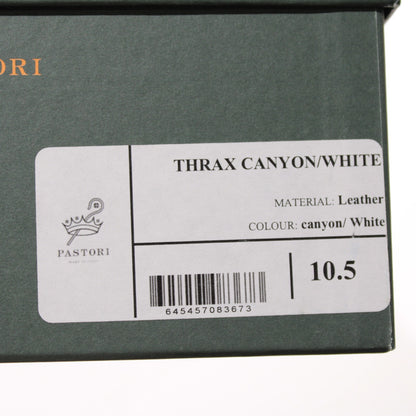 ORI
THRAX CANYON/WHITE
MATERIAL: Leather
COLOUR: canyon/ White
PASTORI
10.5
645457083673